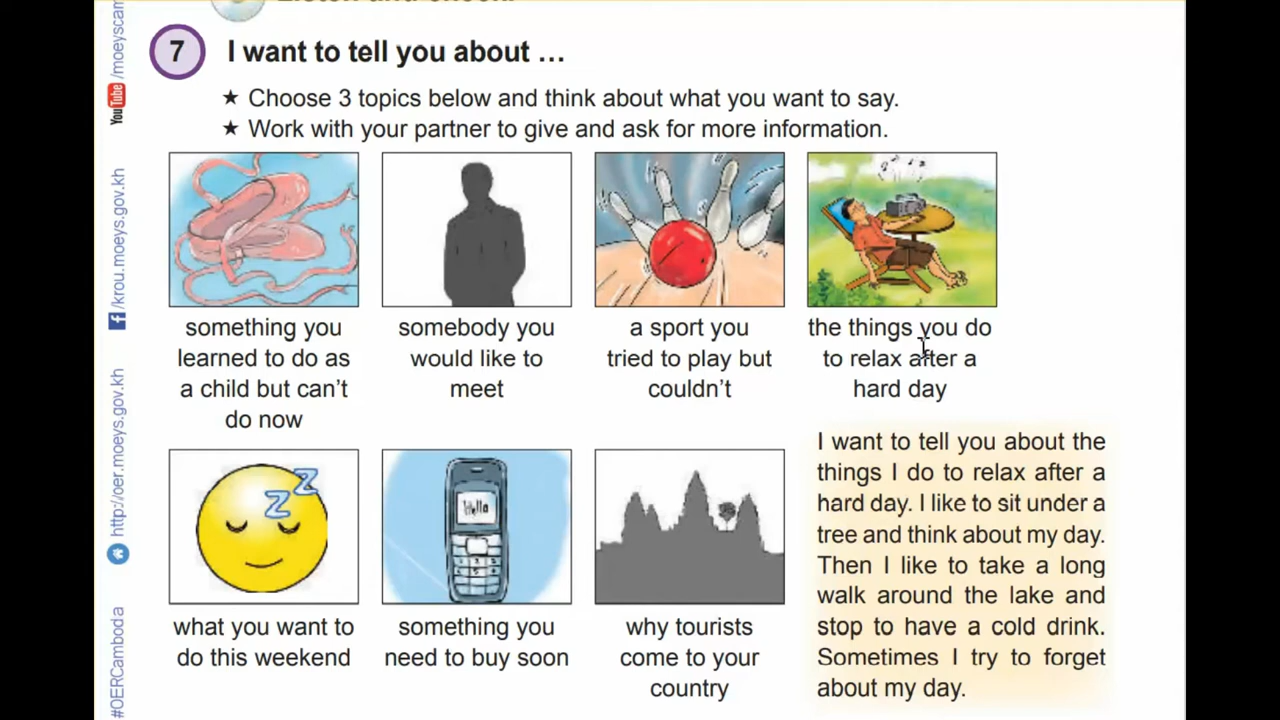 7
I want to tell you about …
★ Choose 3 topics below and think about what you want to say.
★ Work with your partner to give and ask for more information.
something you
learned to do as
a child but can't
do now
somebody you
would like to
meet
a sport you
tried to play but
couldn't
the things you do
to relax after a
hard day
Z
Z
what you want to
do this weekend
Hello
something you
need to buy soon
why tourists
come to your
country
I want to tell you about the
things I do to relax after a
hard day. I like to sit under a
tree and think about my day.
Then I like to take a long
walk around the lake and
stop to have a cold drink.
Sometimes I try to forget
about my day.
YouTube /moeyscam
f /krou.moeys.gov.kh
http://oer.moeys.gov.kh
#OERCamboda